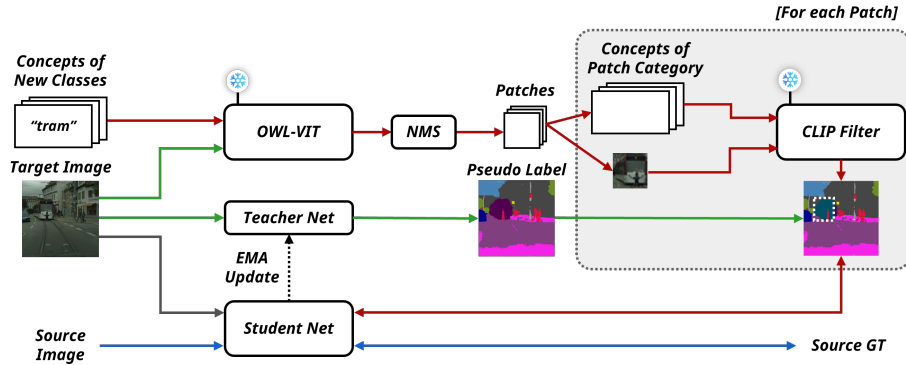 [For each Patch]
Concepts of
New Classes
"tram"
OWL-VIT
NMS
Patches
Concepts of
Patch Category
CLIP Filter
Target Image
Teacher Net
Pseudo Label
EMA
Update
Student Net
Source
Image
Source GT